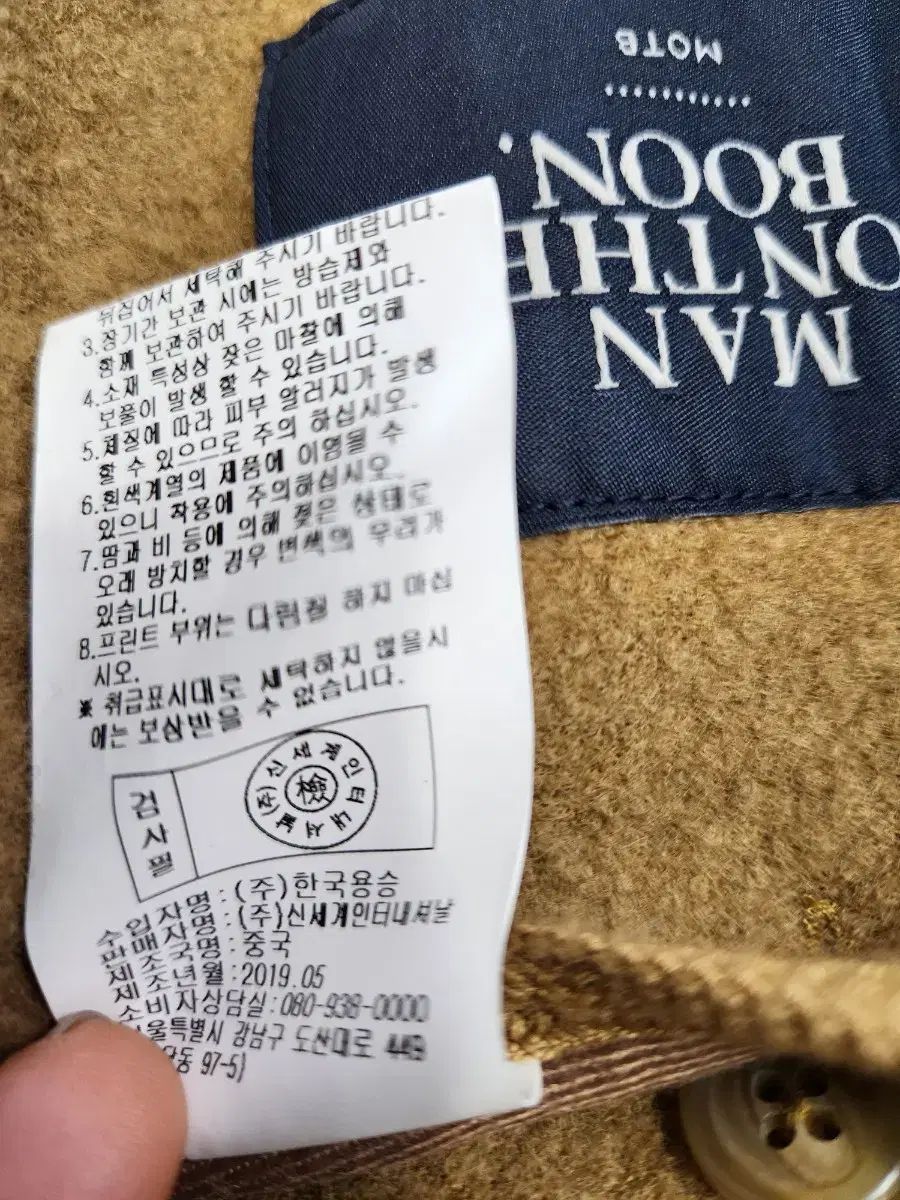 MAN
ONTHE
BOON.
MOTB
뒤집어서 세탁해 주시기 바랍니다.
3.장기간 보관 시에는 방습제와
함께 보관하여 주시기 바랍니다.
4.소재 특성상 잦은 마찰에 의해
보풀이 발생 할 수 있습니다.
5.체질에 따라 피부 알러지가 발생
할 수 있으므로 주의 하십시오.
6.흰색계열의 제품에 이염될 수
있으니 착용에 주의하십시오.
7.땀과 비 등에 의해 젖은 상태로
오래 방치할 경우 변색의 우려가
있습니다.
8.프린트 부위는 다림질 하지 마십
시오.
※ 취급표시대로 세탁하지 않을시
에는 보상받을 수 없습니다.
검사필
(주)신세계인터내셔날
檢
수입자명:(주)한국용승
판매자명:(주)신세계인터내셔날
제조국명:중국
제조년월:2019.05
소비자상담실:080-938-0000
울특별시 강남구 도산대로 449
동 97-5)